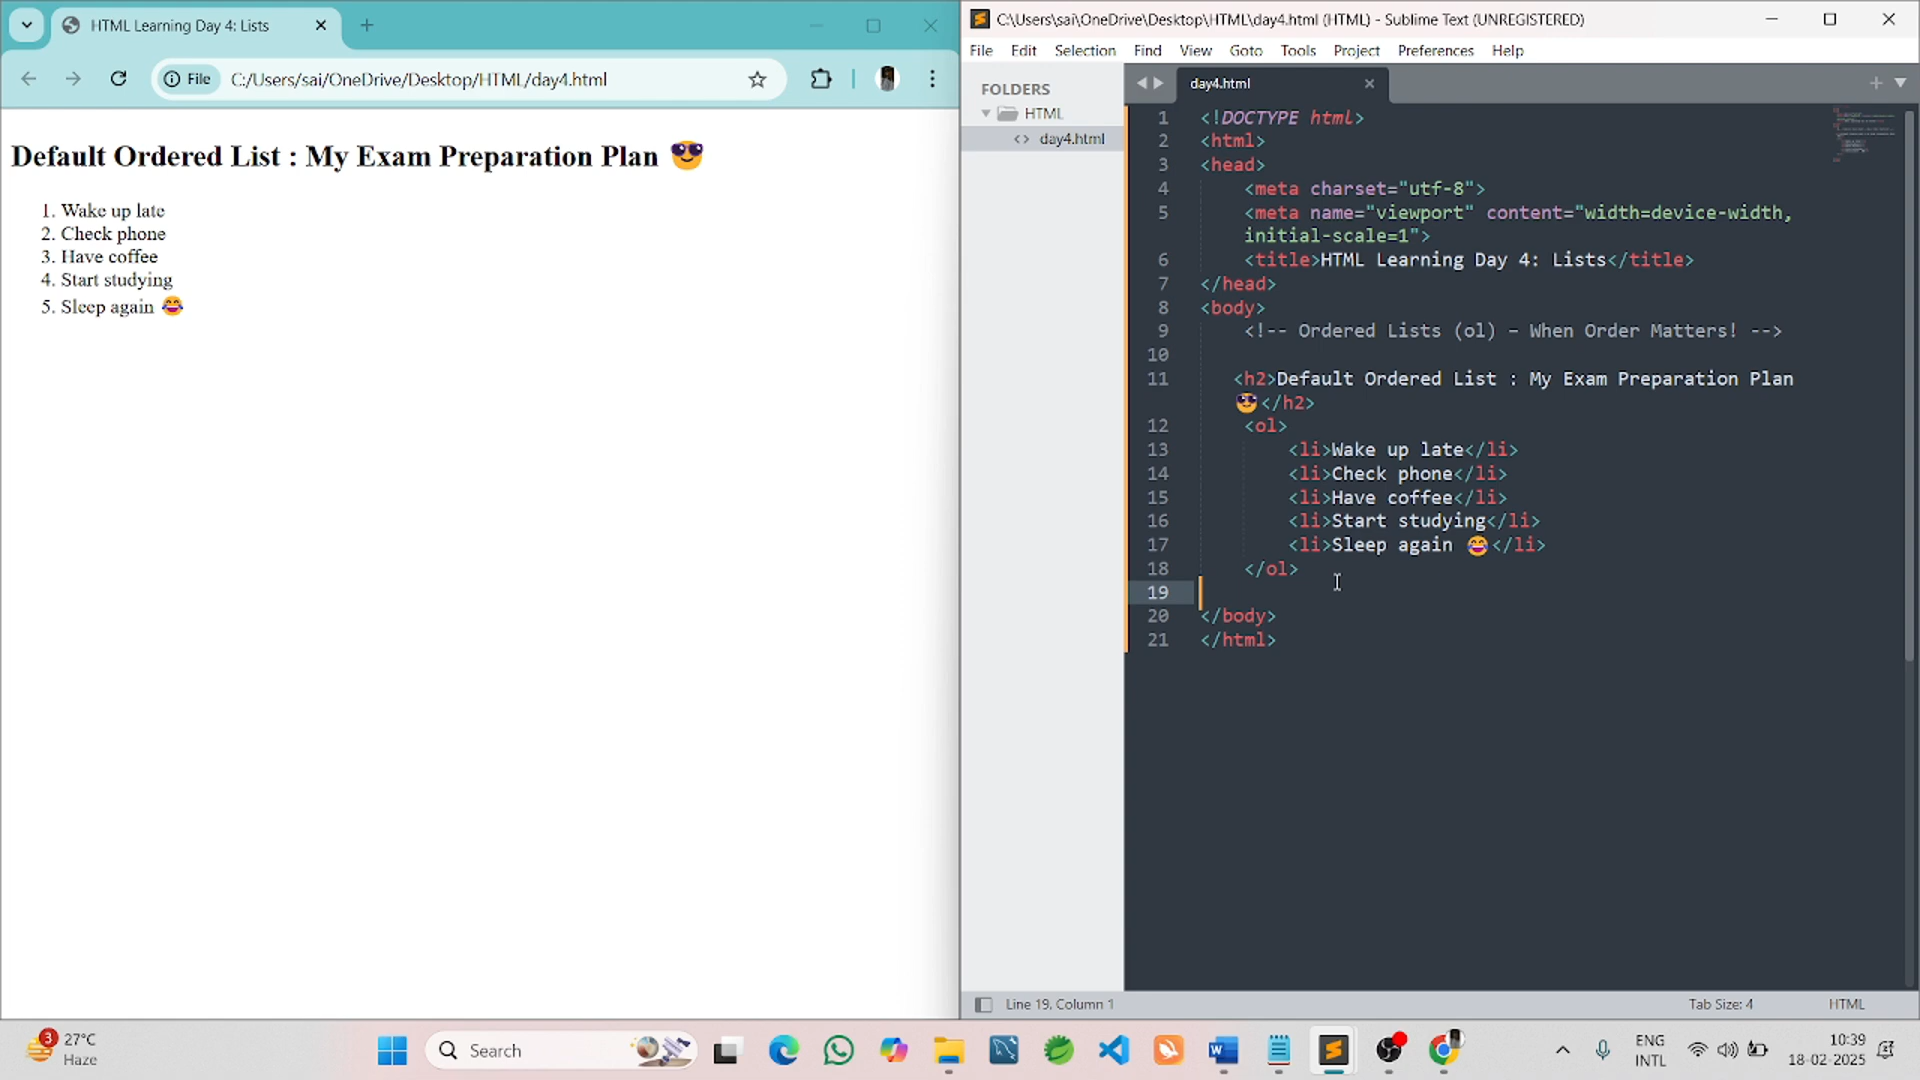 HTML Learning Day 4: Lists
File
C:/Users/sai/OneDrive/Desktop/HTML/day4.html
Default Ordered List : My Exam Preparation Plan 😎
1. Wake up late
2. Check phone
3. Have coffee
4. Start studying
5. Sleep again 😂
C:\Users\sai\OneDrive\Desktop\HTML\day4.html (HTML) - Sublime Text (UNREGISTERED)
File Edit Selection Find View Goto Tools Project Preferences Help
FOLDERS
HTML
<> day4.html
day4.html
1 <!DOCTYPE html>
2 <html>
3 <head>
4 <meta charset="utf-8">
5 <meta name="viewport" content="width=device-width,
initial-scale=1">
6 <title>HTML Learning Day 4: Lists</title>
7 </head>
8 <body>
9 <!-- Ordered Lists (ol) – When Order Matters! -->
10
11 <h2>Default Ordered List : My Exam Preparation Plan
😎</h2>
12 <ol>
13 <li>Wake up late</li>
14 <li>Check phone</li>
15 <li>Have coffee</li>
16 <li>Start studying</li>
17 <li>Sleep again 😂</li>
18 </ol>
19
20 </body>
21 </html>
Line 19, Column 1
Tab Size: 4
HTML
3
27°C
Haze
Search
ENG
INTL
10:39
18-02-2025